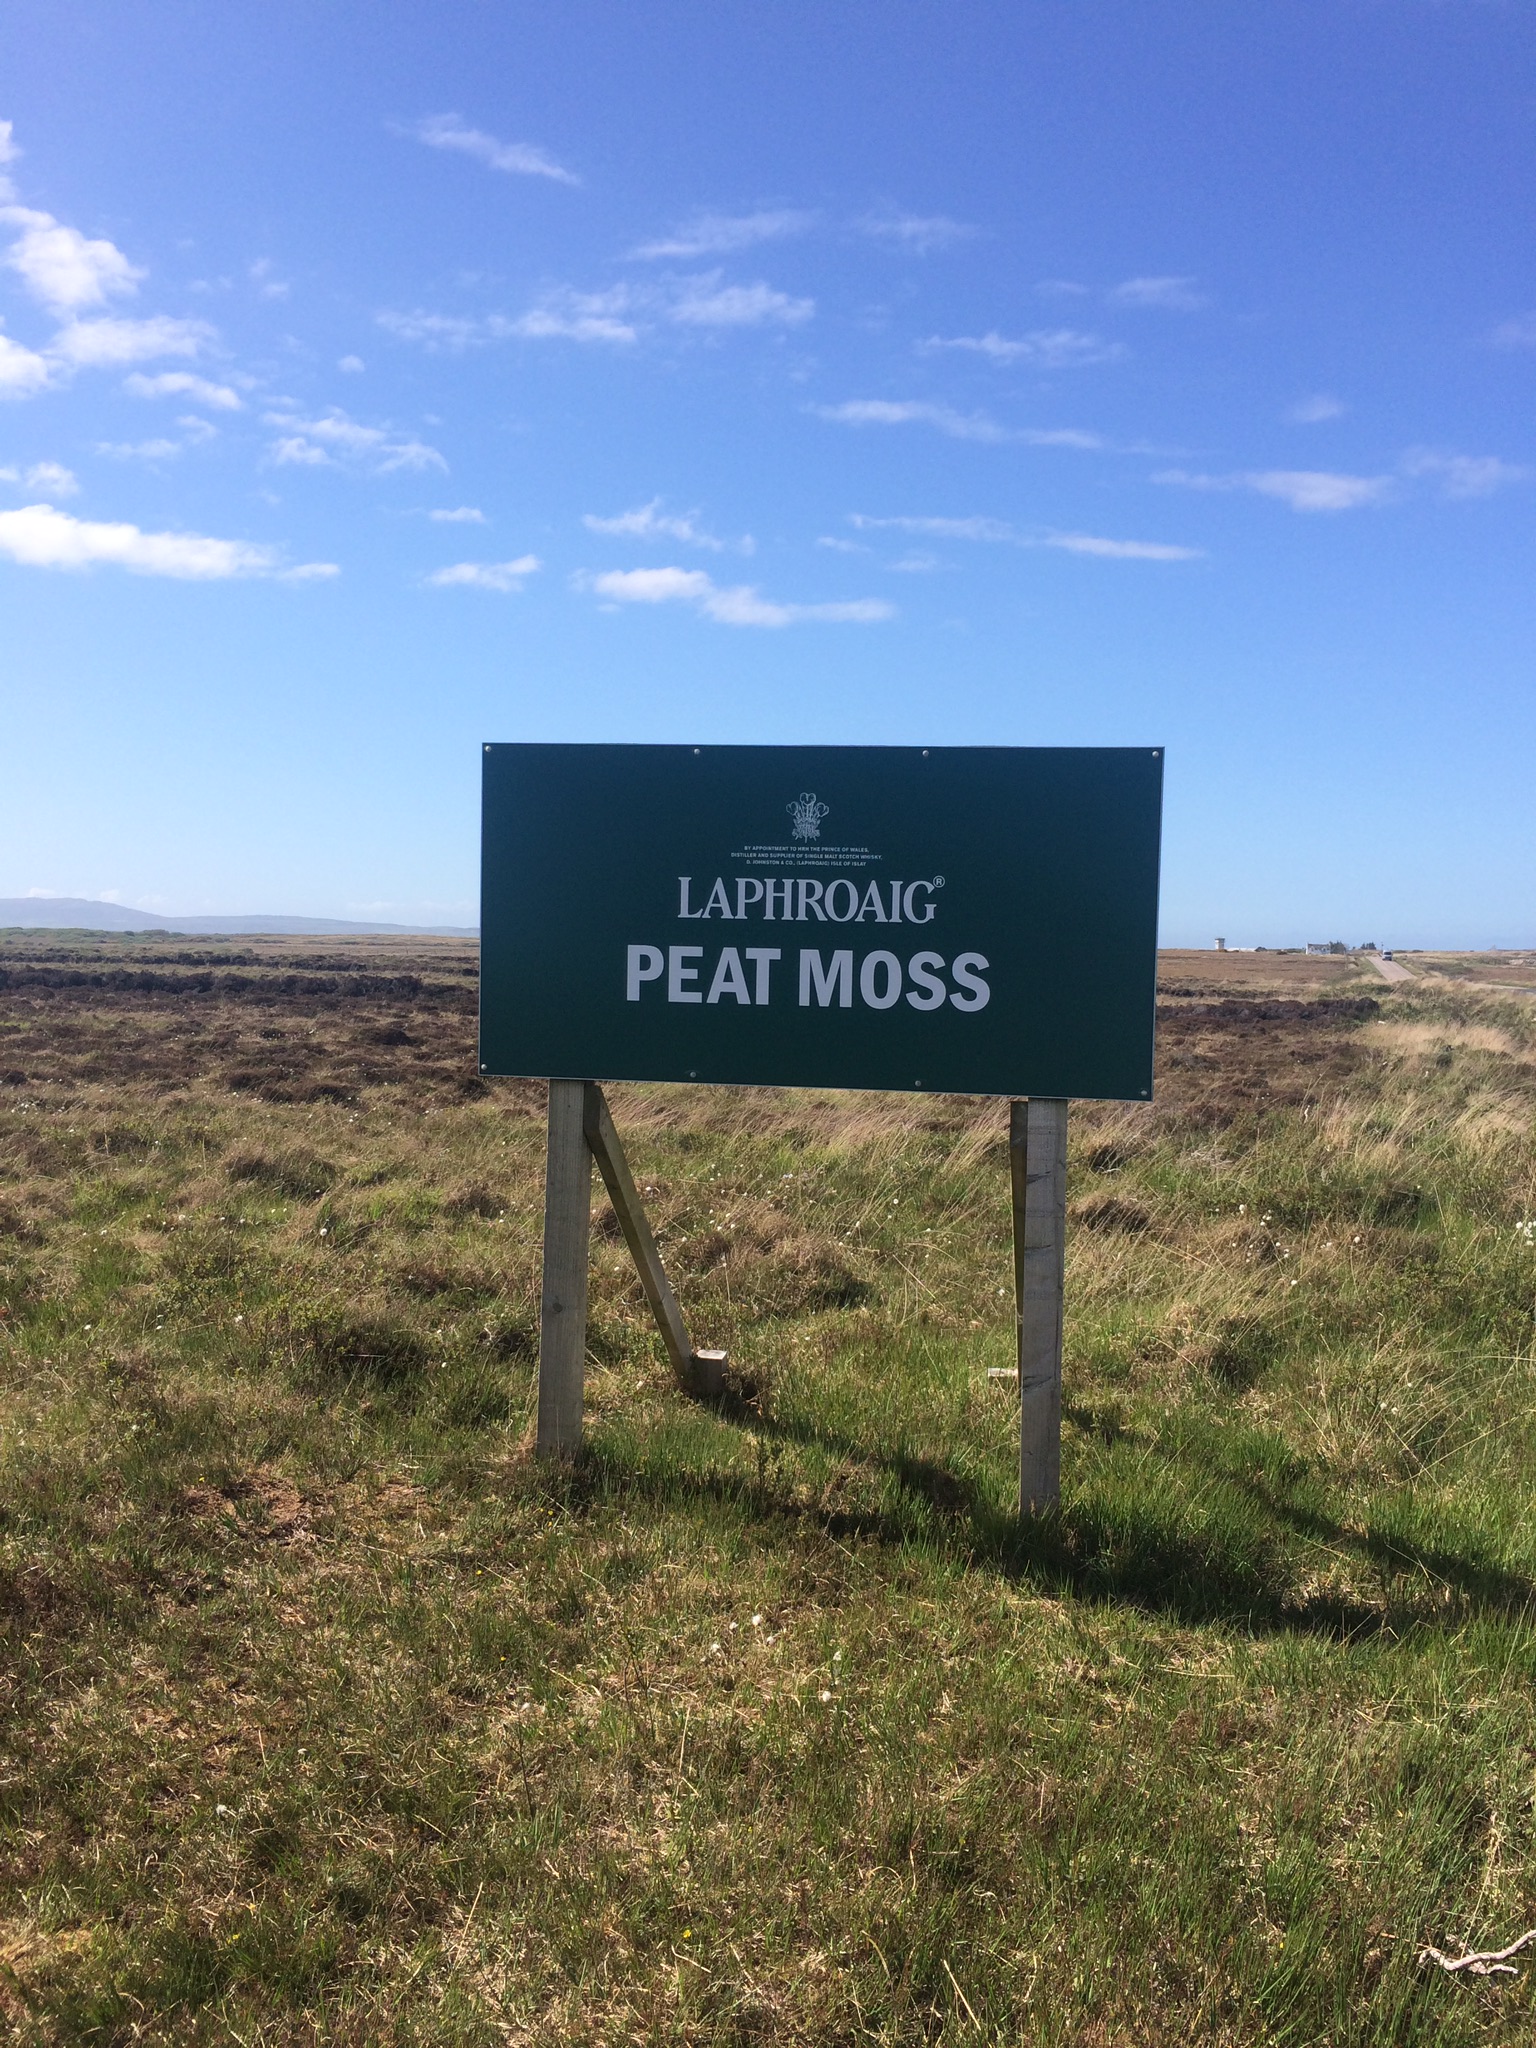 BY APPOINTMENT TO HRH THE PRINCE OF WALES,
DISTILLER AND SUPPLIER OF SINGLE MALT SCOTCH WHISKY,
D. JOHNSTON & CO., (LAPHROAIG) ISLE OF ISLAY
LAPHROAIG®
PEAT MOSS